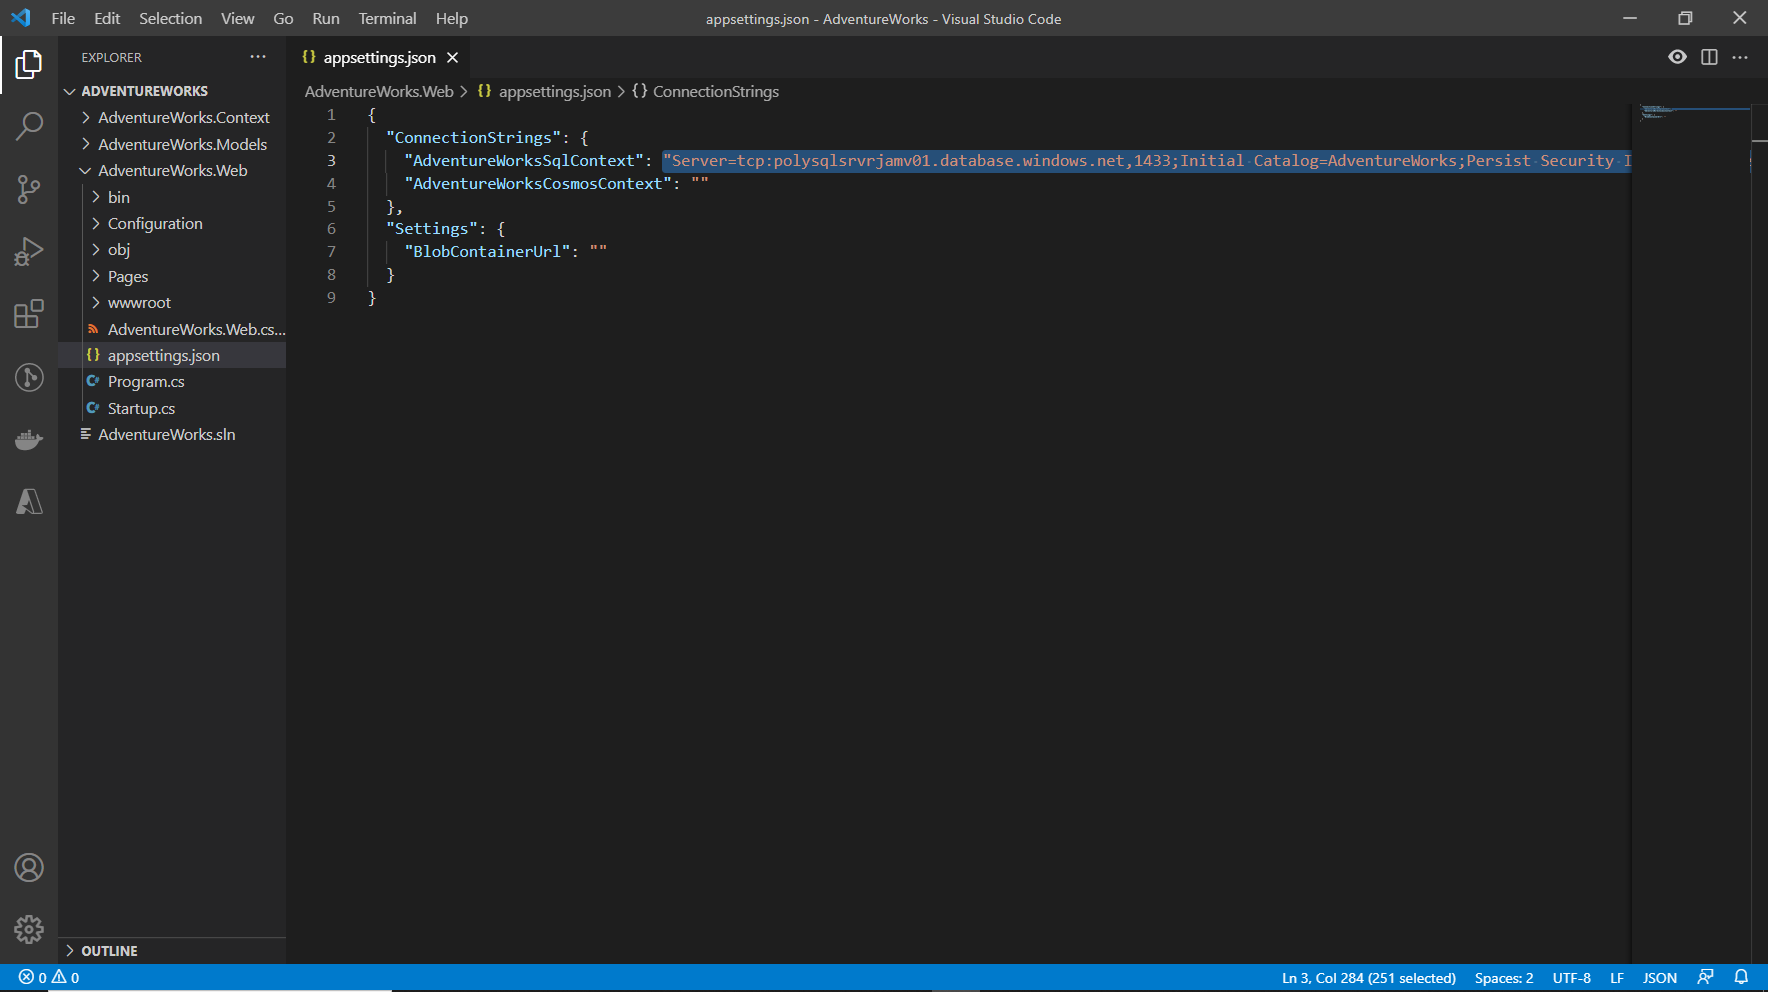 File Edit Selection View Go Run Terminal Help
appsettings.json - AdventureWorks - Visual Studio Code
EXPLORER
ADVENTUREWORKS
AdventureWorks.Context
AdventureWorks.Models
AdventureWorks.Web
bin
Configuration
obj
Pages
wwwroot
AdventureWorks.Web.cs...
appsettings.json
Program.cs
Startup.cs
AdventureWorks.sln
OUTLINE
appsettings.json
AdventureWorks.Web > {} appsettings.json > {} ConnectionStrings
1 {
2 "ConnectionStrings": {
3 "AdventureWorksSqlContext": "Server=tcp:polysqlsrvrjamv01.database.windows.net,1433;Initial Catalog=AdventureWorks;Persist Security I
4 "AdventureWorksCosmosContext": ""
5 },
6 "Settings": {
7 "BlobContainerUrl": ""
8 }
9 }
0 0
Ln 3, Col 284 (251 selected) Spaces: 2 UTF-8 LF JSON